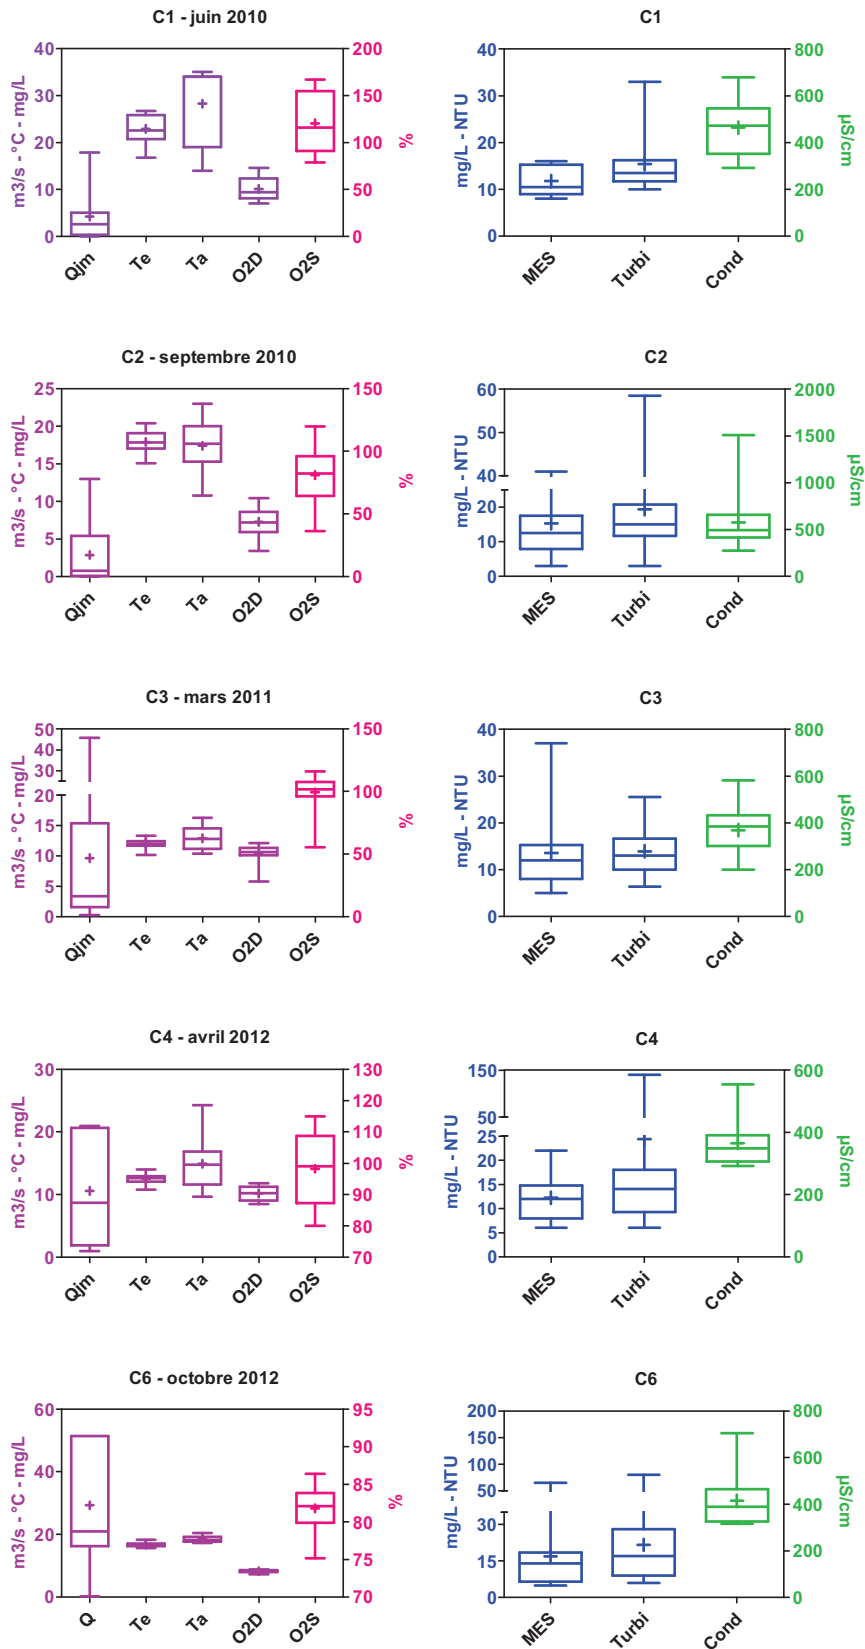 C1 - juin 2010
C1
40
30
20
10
0
m3/s - °C - mg/L
200
150
100
50
0
%
Qjm
Te
Ta
O2D
O2S
40
30
20
10
0
mg/L - NTU
800
600
400
200
0
µS/cm
MES
Turbi
Cond
C2 - septembre 2010
C2
25
20
15
10
5
0
m3/s - °C - mg/L
150
100
50
0
%
Qjm
Te
Ta
O2D
O2S
60
50
40
20
10
0
mg/L - NTU
2000
1500
1000
500
0
µS/cm
MES
Turbi
Cond
C3 - mars 2011
C3
50
40
30
20
15
10
5
0
m3/s - °C - mg/L
150
100
50
0
%
Qjm
Te
Ta
O2D
O2S
40
30
20
10
0
mg/L - NTU
800
600
400
200
0
µS/cm
MES
Turbi
Cond
C4 - avril 2012
C4
30
20
10
0
m3/s - °C - mg/L
130
120
110
100
90
80
70
%
Qjm
Te
Ta
O2D
O2S
150
50
25
20
15
10
5
0
mg/L - NTU
600
400
200
0
µS/cm
MES
Turbi
Cond
C6 - octobre 2012
C6
60
40
20
0
m3/s - °C - mg/L
95
90
85
80
75
70
%
Q
Te
Ta
O2D
O2S
200
150
100
50
30
15
0
mg/L - NTU
800
600
400
200
0
µS/cm
MES
Turbi
Cond